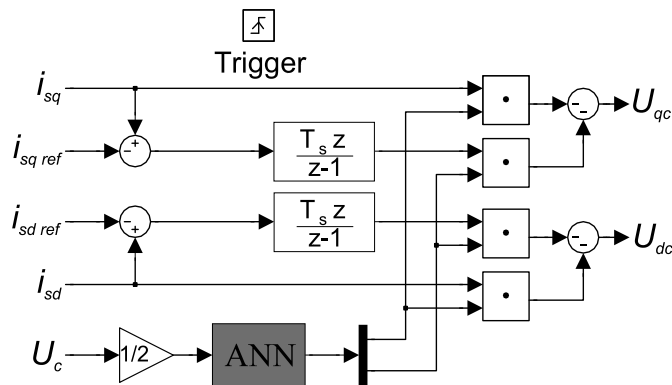 Trigger
i_sq
U_qc
i_sq ref
T_s z
z-1
i_sd ref
T_s z
z-1
U_dc
i_sd
U_c
1/2
ANN